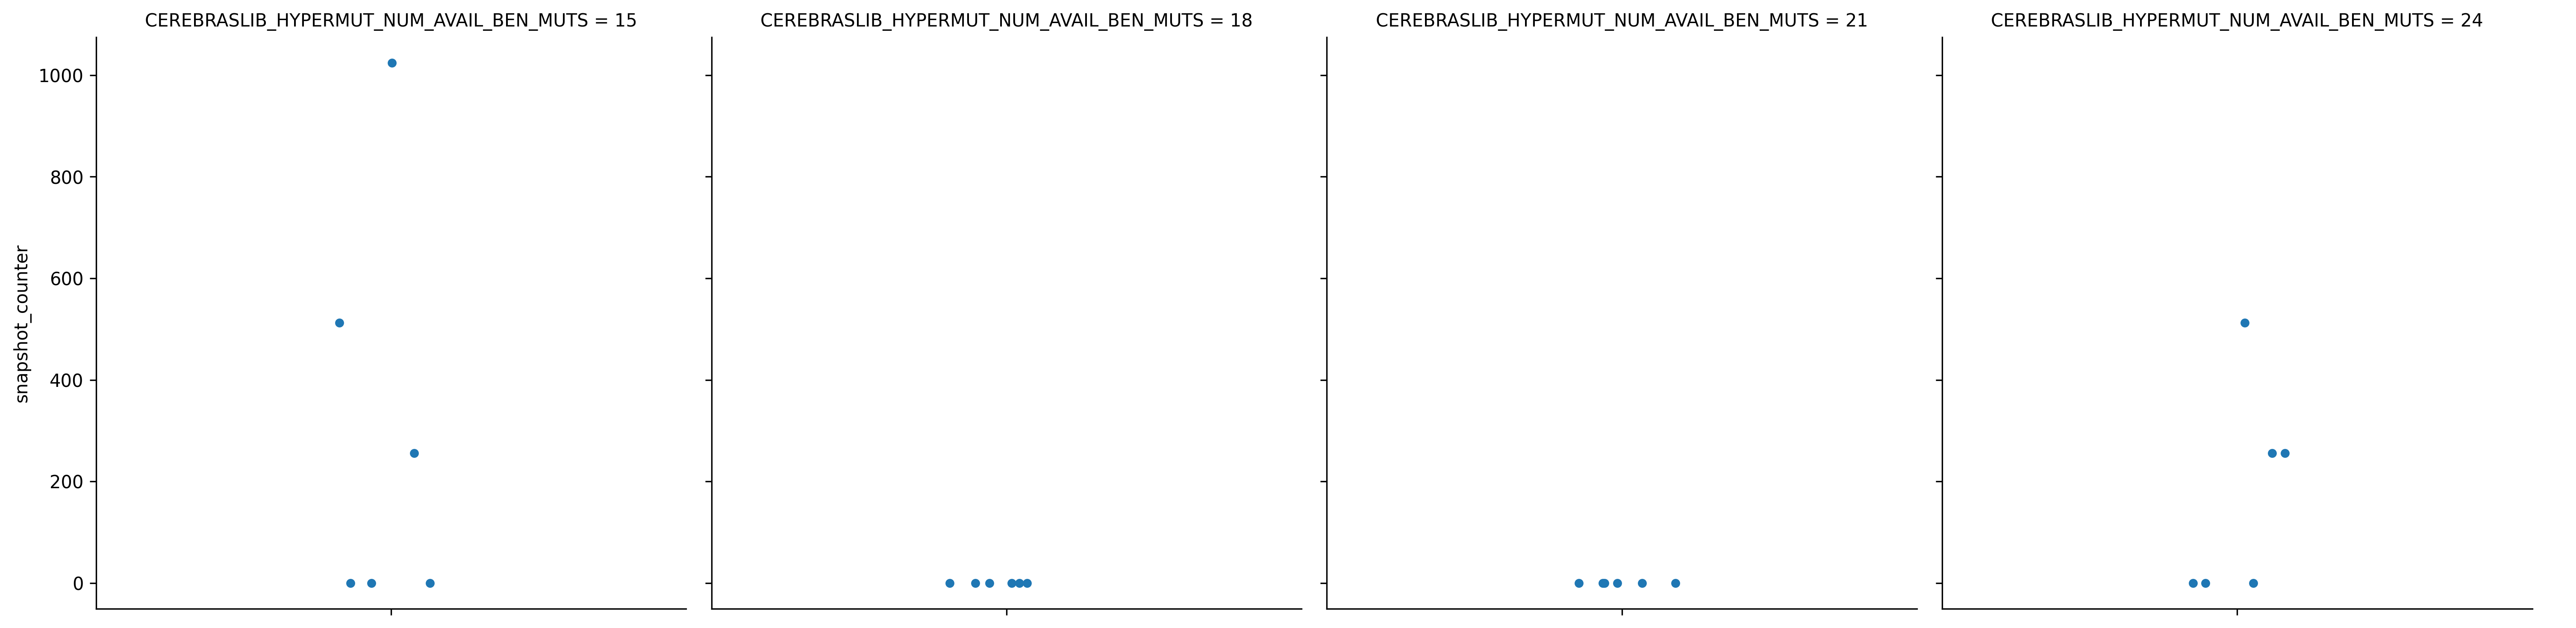 CEREBRASLIB_HYPERMUT_NUM_AVAIL_BEN_MUTS = 15
CEREBRASLIB_HYPERMUT_NUM_AVAIL_BEN_MUTS = 18
CEREBRASLIB_HYPERMUT_NUM_AVAIL_BEN_MUTS = 21
CEREBRASLIB_HYPERMUT_NUM_AVAIL_BEN_MUTS = 24
snapshot_counter
1000
800
600
400
200
0